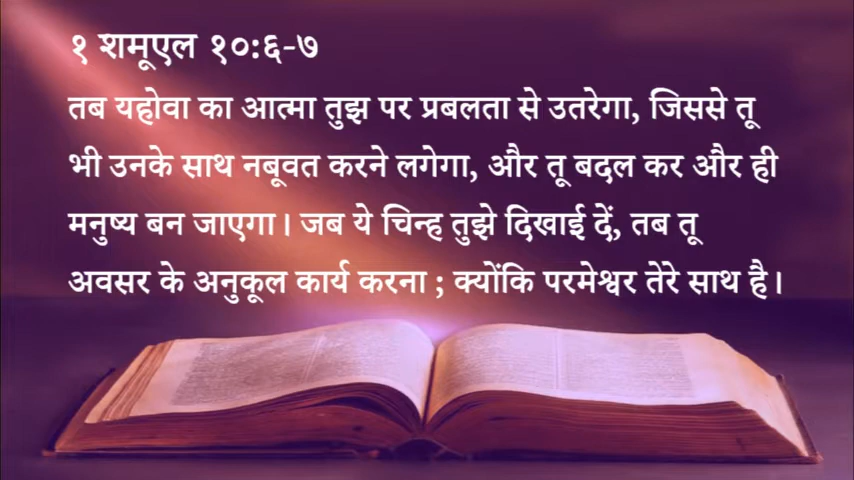 १ शमूएल १०:६-७
तब यहोवा का आत्मा तुझ पर प्रबलता से उतरेगा, जिससे तू
भी उनके साथ नबूवत करने लगेगा, और तू बदल कर और ही
मनुष्य बन जाएगा। जब ये चिन्ह तुझे दिखाई दें, तब तू
अवसर के अनुकूल कार्य करना ; क्योंकि परमेश्वर तेरे साथ है।